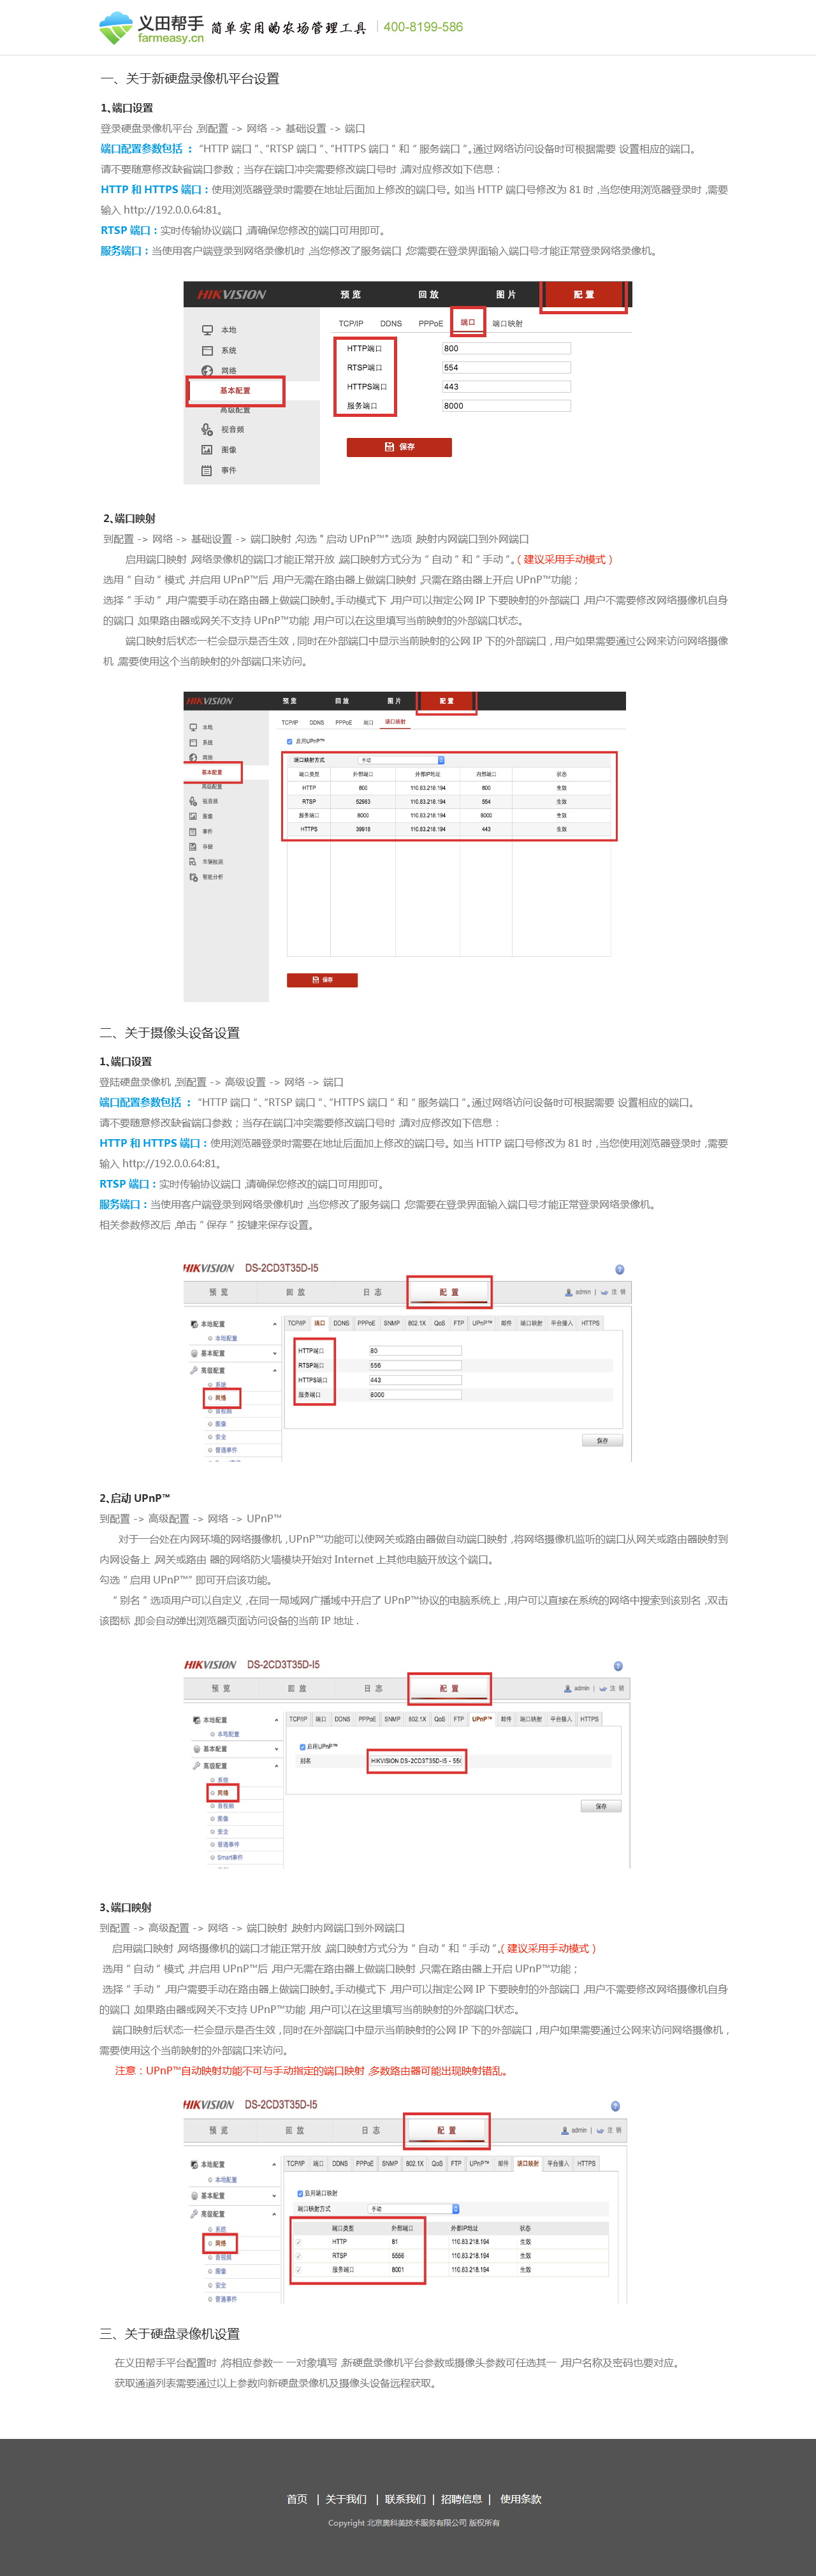 义田帮手
farmeasy.cn
简单实用的农场管理工具
400-8199-586
一、关于新硬盘录像机平台设置
1、端口设置
登录硬盘录像机平台,到配置 -> 网络 -> 基础设置 -> 端口
端口配置参数包括 ： “HTTP 端口”、“RTSP 端口”、“HTTPS 端口”和“服务端口”。通过网络访问设备时可根据需要 设置相应的端口。
请不要随意修改缺省端口参数；当存在端口冲突需要修改端口号时,请对应修改如下信息：
HTTP 和 HTTPS 端口：使用浏览器登录时需要在地址后面加上修改的端口号。如当 HTTP 端口号修改为 81 时,当您使用浏览器登录时,需要
输入 http://192.0.0.64:81。
RTSP 端口：实时传输协议端口,请确保您修改的端口可用即可。
服务端口：当使用客户端登录到网络录像机时,当您修改了服务端口,您需要在登录界面输入端口号才能正常登录网络录像机。
HIKVISION 预览 回放 图片 配置
TCP/IP DDNS PPPoE 端口 端口映射
本地
系统
网络
基本配置
高级配置
视音频
图像
事件
HTTP端口 800
RTSP端口 554
HTTPS端口 443
服务端口 8000
保存
2、端口映射
到配置 -> 网络 -> 基础设置 -> 端口映射,勾选 " 启动 UPnP™" 选项,映射内网端口到外网端口
启用端口映射,网络录像机的端口才能正常开放,端口映射方式分为“自动”和“手动”。（建议采用手动模式）
选用“自动”模式,并启用 UPnP™后,用户无需在路由器上做端口映射,只需在路由器上开启 UPnP™功能；
选择“手动”,用户需要手动在路由器上做端口映射。手动模式下,用户可以指定公网 IP 下要映射的外部端口,用户不需要修改网络摄像机自身
的端口,如果路由器或网关不支持 UPnP™功能,用户可以在这里填写当前映射的外部端口状态。
端口映射后状态一栏会显示是否生效,同时在外部端口中显示当前映射的公网 IP 下的外部端口,用户如果需要通过公网来访问网络摄像
机,需要使用这个当前映射的外部端口来访问。
HIKVISION 预览 回放 图片 配置
TCP/IP DDNS PPPoE 端口 端口映射
本地
系统
网络
基本配置
高级配置
视音频
图像
事件
存储
车辆检测
智能分析
启用UPnP™
端口映射方式 手动
端口类型 外部端口 外部IP地址 内部端口 状态
HTTP 800 110.83.218.194 800 生效
RTSP 52983 110.83.218.194 554 生效
服务端口 8000 110.83.218.194 8000 生效
HTTPS 39918 110.83.218.194 443 生效
保存
二、关于摄像头设备设置
1、端口设置
登陆硬盘录像机,到配置 -> 高级设置 -> 网络 -> 端口
端口配置参数包括 ： “HTTP 端口”、“RTSP 端口”、“HTTPS 端口”和“服务端口”。通过网络访问设备时可根据需要 设置相应的端口。
请不要随意修改缺省端口参数；当存在端口冲突需要修改端口号时,请对应修改如下信息：
HTTP 和 HTTPS 端口：使用浏览器登录时需要在地址后面加上修改的端口号。如当 HTTP 端口号修改为 81 时,当您使用浏览器登录时,需要
输入 http://192.0.0.64:81。
RTSP 端口：实时传输协议端口,请确保您修改的端口可用即可。
服务端口：当使用客户端登录到网络录像机时,当您修改了服务端口,您需要在登录界面输入端口号才能正常登录网络录像机。
相关参数修改后,单击“保存”按键来保存设置。
HIKVISION DS-2CD3T35D-I5
预览 回放 日志 配置 admin | 注销
本地配置
本地配置
基本配置
高级配置
系统
网络
音视频
图像
安全
普通事件
TCP/IP 端口 DDNS PPPoE SNMP 802.1X QoS FTP UPnP™ 邮件 端口映射 平台接入 HTTPS
HTTP端口 80
RTSP端口 556
HTTPS端口 443
服务端口 8000
保存
2、启动 UPnP™
到配置 -> 高级配置 -> 网络 -> UPnP™
对于一台处在内网环境的网络摄像机,UPnP™功能可以使网关或路由器做自动端口映射,将网络摄像机监听的端口从网关或路由器映射到
内网设备上,网关或路由 器的网络防火墙模块开始对 Internet 上其他电脑开放这个端口。
勾选“启用 UPnP™”即可开启该功能。
“别名”选项用户可以自定义,在同一局域网广播域中开启了 UPnP™协议的电脑系统上,用户可以直接在系统的网络中搜索到该别名,双击
该图标,即会自动弹出浏览器页面访问设备的当前 IP 地址 .
HIKVISION DS-2CD3T35D-I5
预览 回放 日志 配置 admin | 注销
本地配置
本地配置
基本配置
高级配置
系统
网络
音视频
图像
安全
普通事件
Smart事件
TCP/IP 端口 DDNS PPPoE SNMP 802.1X QoS FTP UPnP™ 邮件 端口映射 平台接入 HTTPS
启用UPnP™
别名 HIKVISION DS-2CD3T35D-I5 - 550
保存
3、端口映射
到配置 -> 高级配置 -> 网络 -> 端口映射,映射内网端口到外网端口
启用端口映射,网络摄像机的端口才能正常开放,端口映射方式分为“自动”和“手动”。（建议采用手动模式）
选用“自动”模式,并启用 UPnP™后,用户无需在路由器上做端口映射,只需在路由器上开启 UPnP™功能；
选择“手动”,用户需要手动在路由器上做端口映射。手动模式下,用户可以指定公网 IP 下要映射的外部端口,用户不需要修改网络摄像机自身
的端口,如果路由器或网关不支持 UPnP™功能,用户可以在这里填写当前映射的外部端口状态。
端口映射后状态一栏会显示是否生效,同时在外部端口中显示当前映射的公网 IP 下的外部端口,用户如果需要通过公网来访问网络摄像机,
需要使用这个当前映射的外部端口来访问。
注意：UPnP™自动映射功能不可与手动指定的端口映射,多数路由器可能出现映射错乱。
HIKVISION DS-2CD3T35D-I5
预览 回放 日志 配置 admin | 注销
本地配置
本地配置
基本配置
高级配置
系统
网络
音视频
图像
安全
普通事件
TCP/IP 端口 DDNS PPPoE SNMP 802.1X QoS FTP UPnP™ 邮件 端口映射 平台接入 HTTPS
启用端口映射
端口映射方式 手动
端口类型 外部端口 外部IP地址 状态
HTTP 81 110.83.218.194 生效
RTSP 5556 110.83.218.194 生效
服务端口 8001 110.83.218.194 生效
三、关于硬盘录像机设置
在义田帮手平台配置时,将相应参数一 一对象填写,新硬盘录像机平台参数或摄像头参数可任选其一,用户名称及密码也要对应。
获取通道列表需要通过以上参数向新硬盘录像机及摄像头设备远程获取。
首页 | 关于我们 | 联系我们 | 招聘信息 | 使用条款
Copyright 北京奥科美技术服务有限公司 版权所有